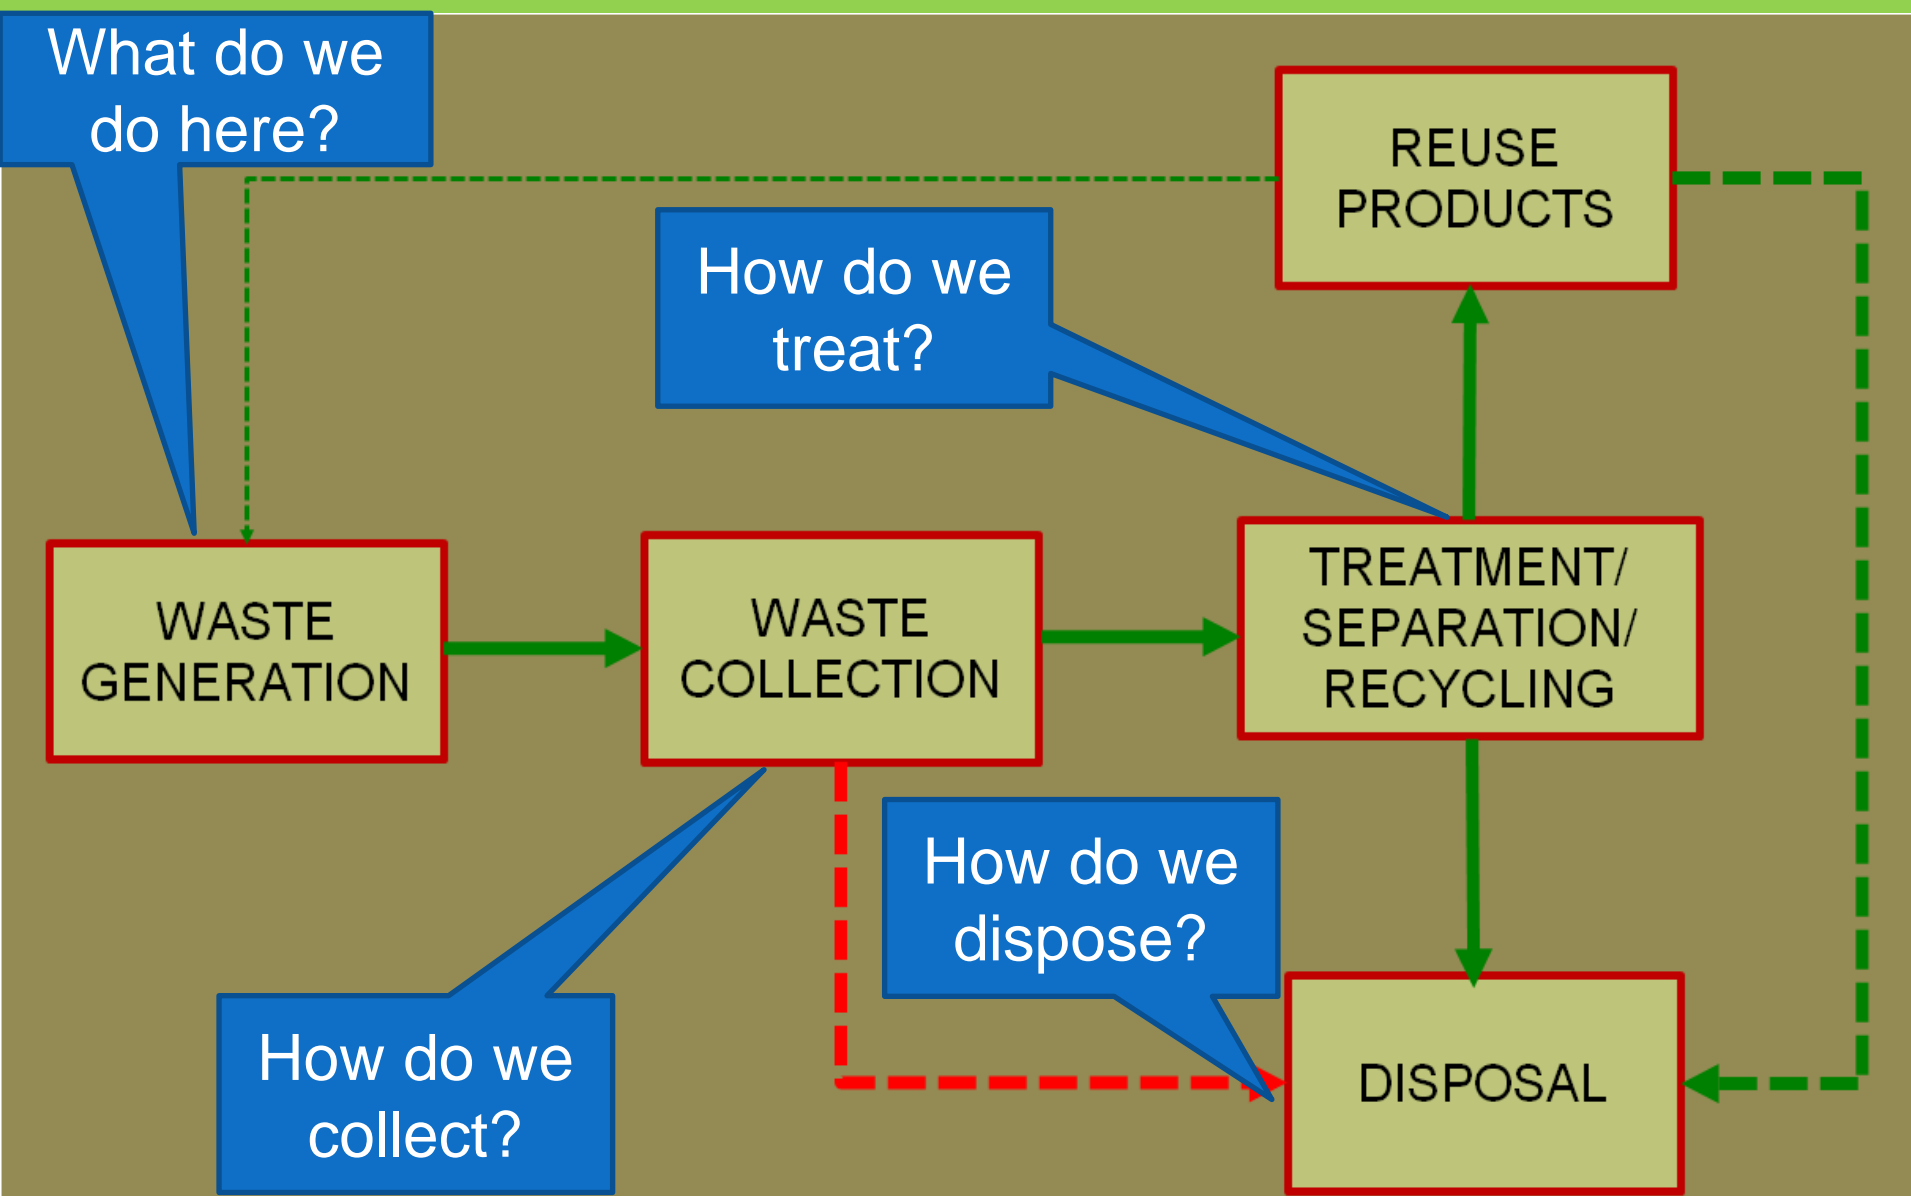 What do we
do here?
REUSE
PRODUCTS
How do we
treat?
WASTE
GENERATION
WASTE
COLLECTION
TREATMENT/
SEPARATION/
RECYCLING
How do we
dispose?
How do we
collect?
DISPOSAL